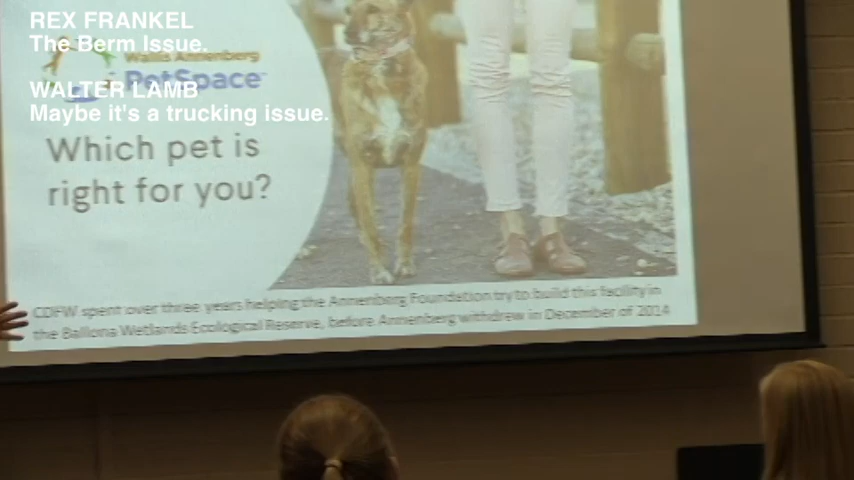 REX FRANKEL
The Berm Issue.
Wallis Annenberg
PetSpace
WALTER LAMB
Maybe it's a trucking issue.
Which pet is
right for you?
CDFW spent over three years helping the Annenberg Foundation try to build this facility in
the Ballona Wetlands Ecological Reserve, before Annenberg withdrew in December of 2014